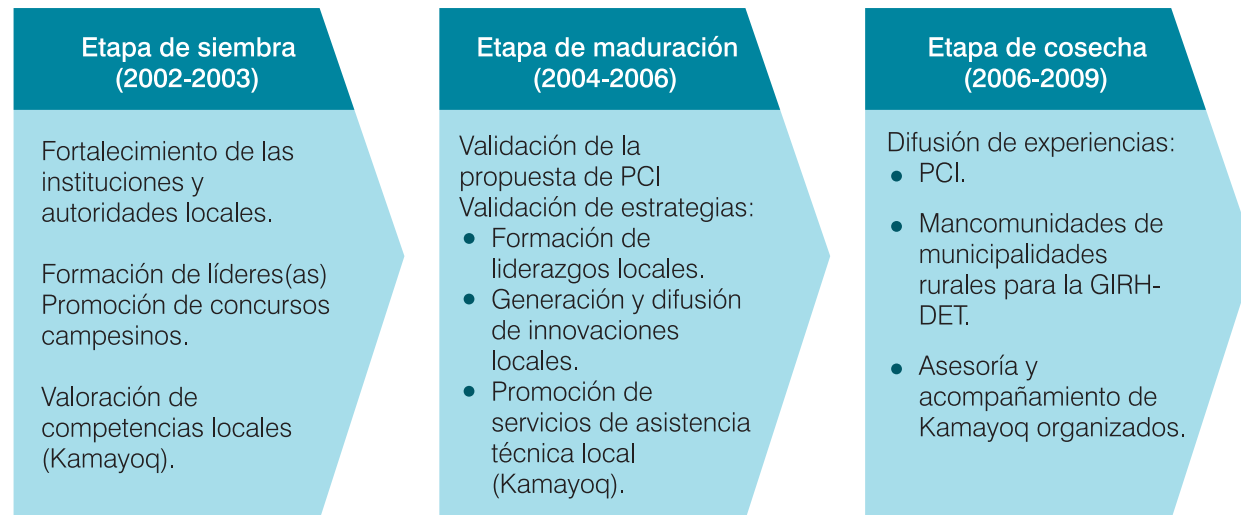 Etapa de siembra
(2002-2003)
Fortalecimiento de las
instituciones y
autoridades locales.
Formación de líderes(as)
Promoción de concursos
campesinos.
Valoración de
competencias locales
(Kamayoq).
Etapa de maduración
(2004-2006)
Validación de la
propuesta de PCI
Validación de estrategias:
• Formación de
liderazgos locales.
• Generación y difusión
de innovaciones
locales.
• Promoción de
servicios de asistencia
técnica local
(Kamayoq).
Etapa de cosecha
(2006-2009)
Difusión de experiencias:
• PCI.
• Mancomunidades de
municipalidades
rurales para la GIRH-
DET.
• Asesoría y
acompañamiento de
Kamayoq organizados.